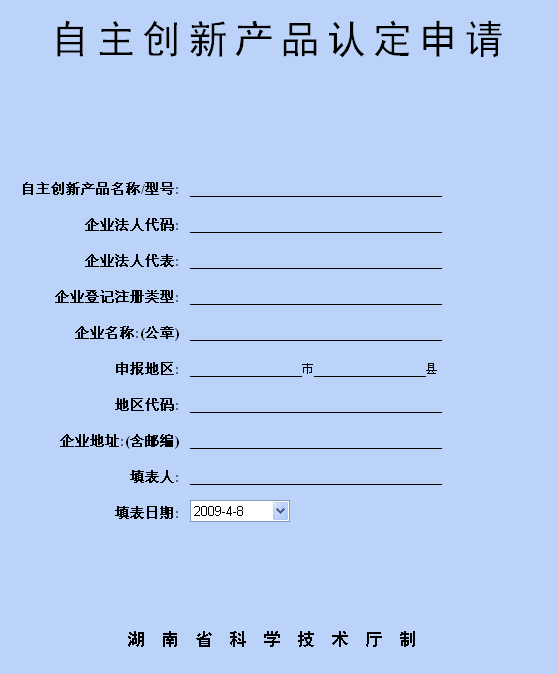 自主创新产品认定申请
自主创新产品名称/型号:
企业法人代码:
企业法人代表:
企业登记注册类型:
企业名称:(公章)
申报地区: 市 县
地区代码:
企业地址:(含邮编)
填表人:
填表日期: 2009-4-8
湖南省科学技术厅制